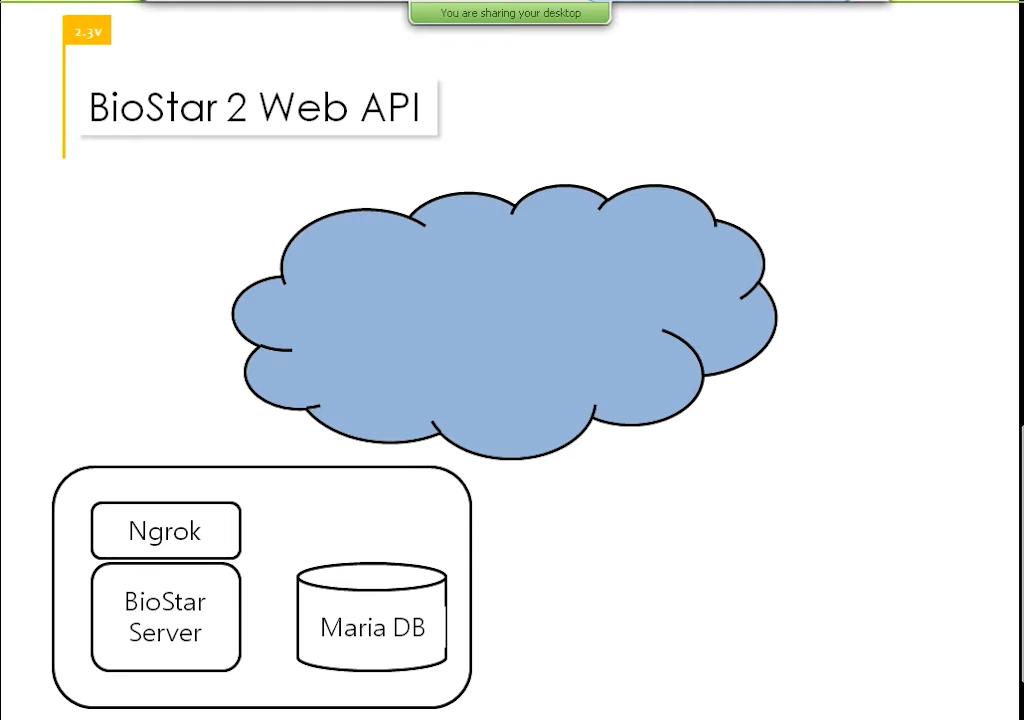 You are sharing your desktop
2.3v
BioStar 2 Web API
Ngrok
BioStar
Server
Maria DB